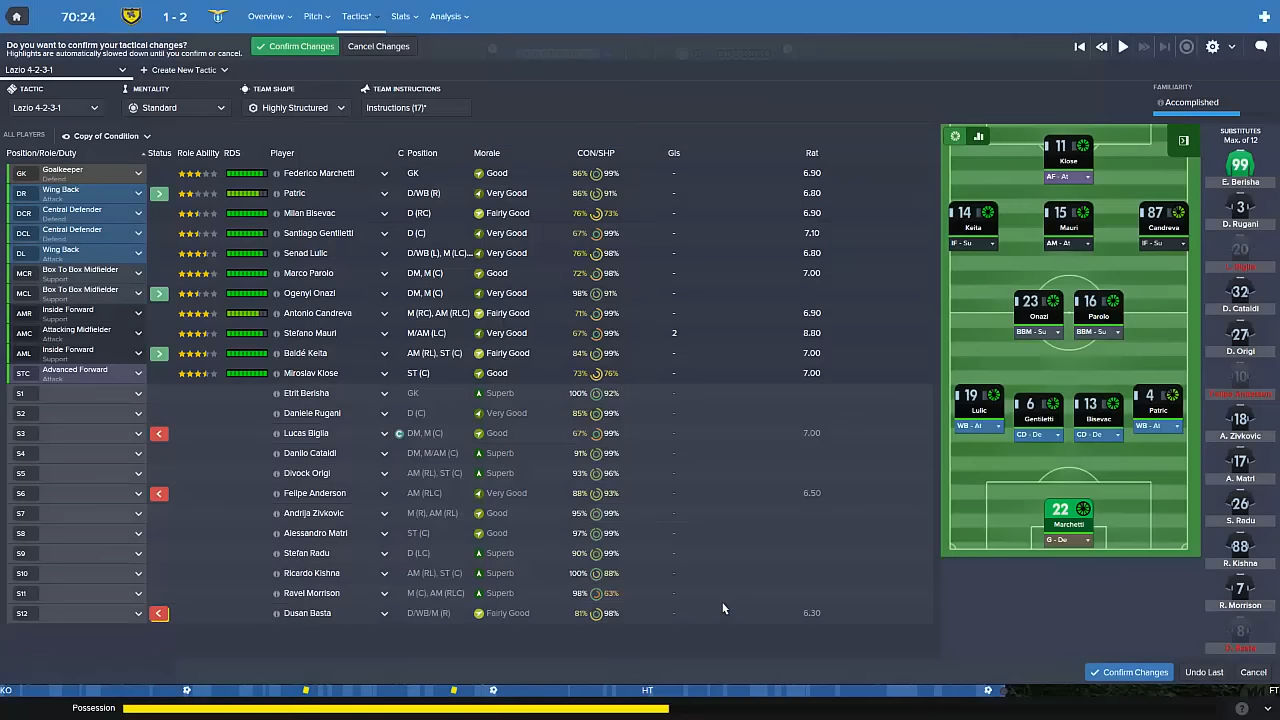 70:24 1 - 2 Overview Pitch Tactics* Stats Analysis
Do you want to confirm your tactical changes?
Highlights are automatically slowed down until you confirm or cancel.
Confirm Changes Cancel Changes
Lazio 4-2-3-1 Create New Tactic
TACTIC MENTALITY TEAM SHAPE TEAM INSTRUCTIONS FAMILIARITY
Lazio 4-2-3-1 Standard Highly Structured Instructions (17)* Accomplished
ALL PLAYERS Copy of Condition
Position/Role/Duty Status Role Ability RDS Player C Position Morale CON/SHP Gls Rat
GK Goalkeeper Defend Federico Marchetti GK Good 86% 99% - 6.90
DR Wing Back Attack Patric D/WB (R) Very Good 86% 91% - 6.80
DCR Central Defender Defend Milan Bisevac D (RC) Fairly Good 76% 73% - 6.90
DCL Central Defender Defend Santiago Gentiletti D (C) Very Good 67% 99% - 7.10
DL Wing Back Attack Senad Lulic D/WB (L), M (LC),... Very Good 76% 98% - 6.80
MCR Box To Box Midfielder Support Marco Parolo DM, M (C) Good 72% 98% - 7.00
MCL Box To Box Midfielder Support Ogenyi Onazi DM, M (C) Very Good 98% 91% -
AMR Inside Forward Support Antonio Candreva M (RC), AM (RLC) Fairly Good 71% 99% - 6.90
AMC Attacking Midfielder Attack Stefano Mauri M/AM (LC) Very Good 67% 99% 2 8.80
AML Inside Forward Support Baldé Keita AM (RL), ST (C) Fairly Good 84% 99% - 7.00
STC Advanced Forward Attack Miroslav Klose ST (C) Good 73% 76% - 7.00
S1 Etrit Berisha GK Superb 100% 92% -
S2 Daniele Rugani D (C) Very Good 85% 99% -
S3 Lucas Biglia C DM, M (C) Good 67% 99% - 7.00
S4 Danilo Cataldi DM, M/AM (C) Superb 91% 99% -
S5 Divock Origi AM (RL), ST (C) Superb 93% 96% -
S6 Felipe Anderson AM (RLC) Very Good 88% 93% - 6.50
S7 Andrija Zivkovic M (R), AM (RL) Good 95% 99% -
S8 Alessandro Matri ST (C) Good 97% 99% -
S9 Stefan Radu D (LC) Superb 90% 99% -
S10 Ricardo Kishna AM (RL), ST (C) Superb 100% 88% -
S11 Ravel Morrison M (C), AM (RLC) Superb 98% 63% -
S12 Dusan Basta D/WB/M (R) Fairly Good 81% 98% - 6.30
11
Klose
AF - At
14 15 87
Keita Mauri Candreva
IF - Su AM - At IF - Su
23 16
Onazi Parolo
BBM - Su BBM - Su
19 6 13 4
Lulic Gentiletti Bisevac Patric
WB - At CD - De CD - De WB - At
22
Marchetti
G - De
SUBSTITUTES
Max. of 12
99
E. Berisha
3
D. Rugani
20
L. Biglia
32
D. Cataldi
27
D. Origi
10
Felipe Anderson
18
A. Zivkovic
17
A. Matri
26
S. Radu
88
R. Kishna
7
R. Morrison
8
D. Basta
Confirm Changes Undo Last Cancel
KO HT FT
Possession